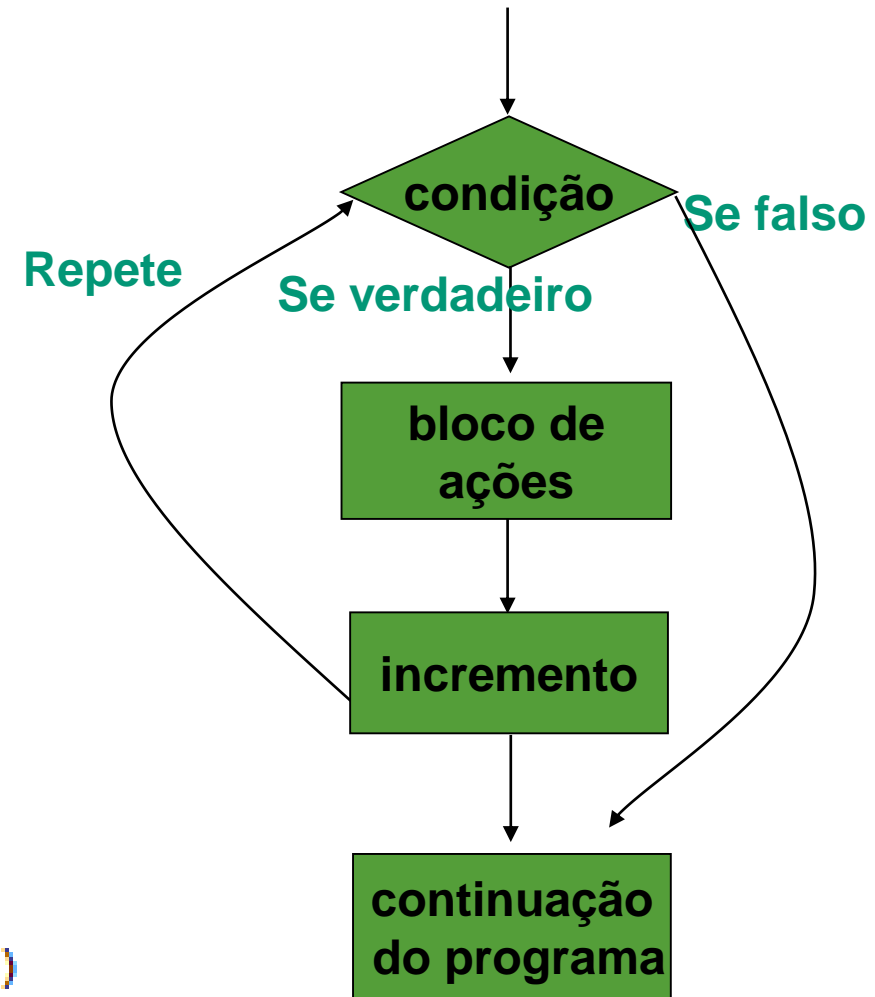 condição
Se falso
Repete
Se verdadeiro
bloco de
ações
incremento
continuação
do programa
)